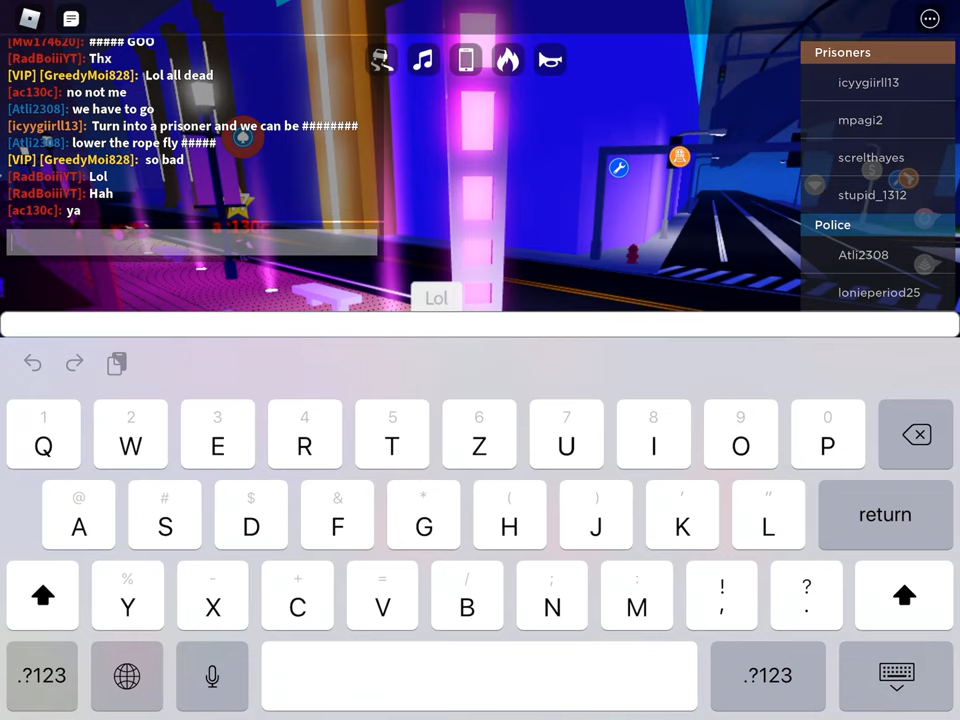 [Mw174620]: ##### GOO
[RadBoiiiYT]: Thx
[VIP] [GreedyMoi828]: Lol all dead
[ac130c]: no not me
[Atli2308]: we have to go
[icyygiirll13]: Turn into a prisoner and we can be ########
[Atli2308]: lower the rope fly #####
[VIP] [GreedyMoi828]: so bad
[RadBoiiiYT]: Lol
[RadBoiiiYT]: Hah
[ac130c]: ya
Prisoners
icyygiirll13
mpagi2
screlthayes
stupid_1312
Police
Atli2308
lonieperiod25
Lol
1 2 3 4 5 6 7 8 9 0
Q W E R T Z U I O P
@ # $ & * ( ) ' "
A S D F G H J K L return
% - + = / ; : ! ?
Y X C V B N M , .
.?123 .?123